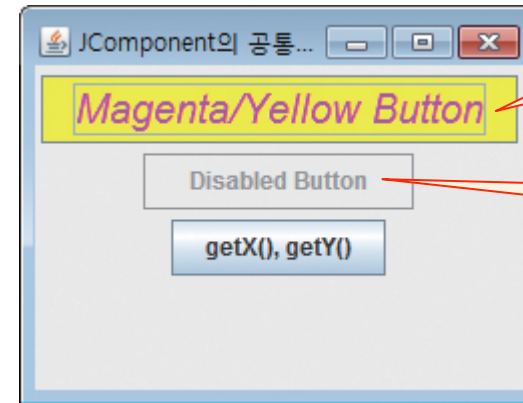 JComponent의 공통...
Magenta/Yellow Button
Disabled Button
getX(), getY()